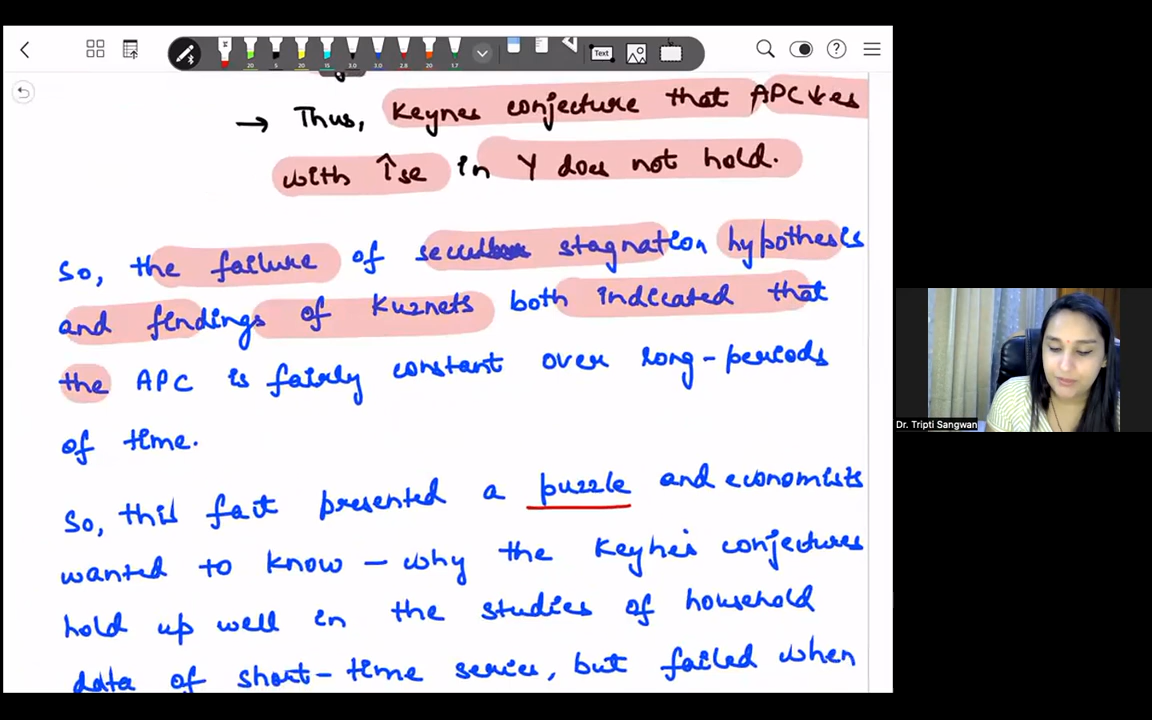 Text
→ Thus, Keynes conjecture that APC↓es
with ↑se in Y does not hold.
So, the failure of secular stagnation hypothesis
and findings of Kuznets both indicated that
the APC is fairly constant over long-periods
of time.
So, this fact presented a puzzle and economists
wanted to know – why the Keyne's conjectures
hold up well in the studies of household
data of short-time series, but failed when
Dr. Tripti Sangwan